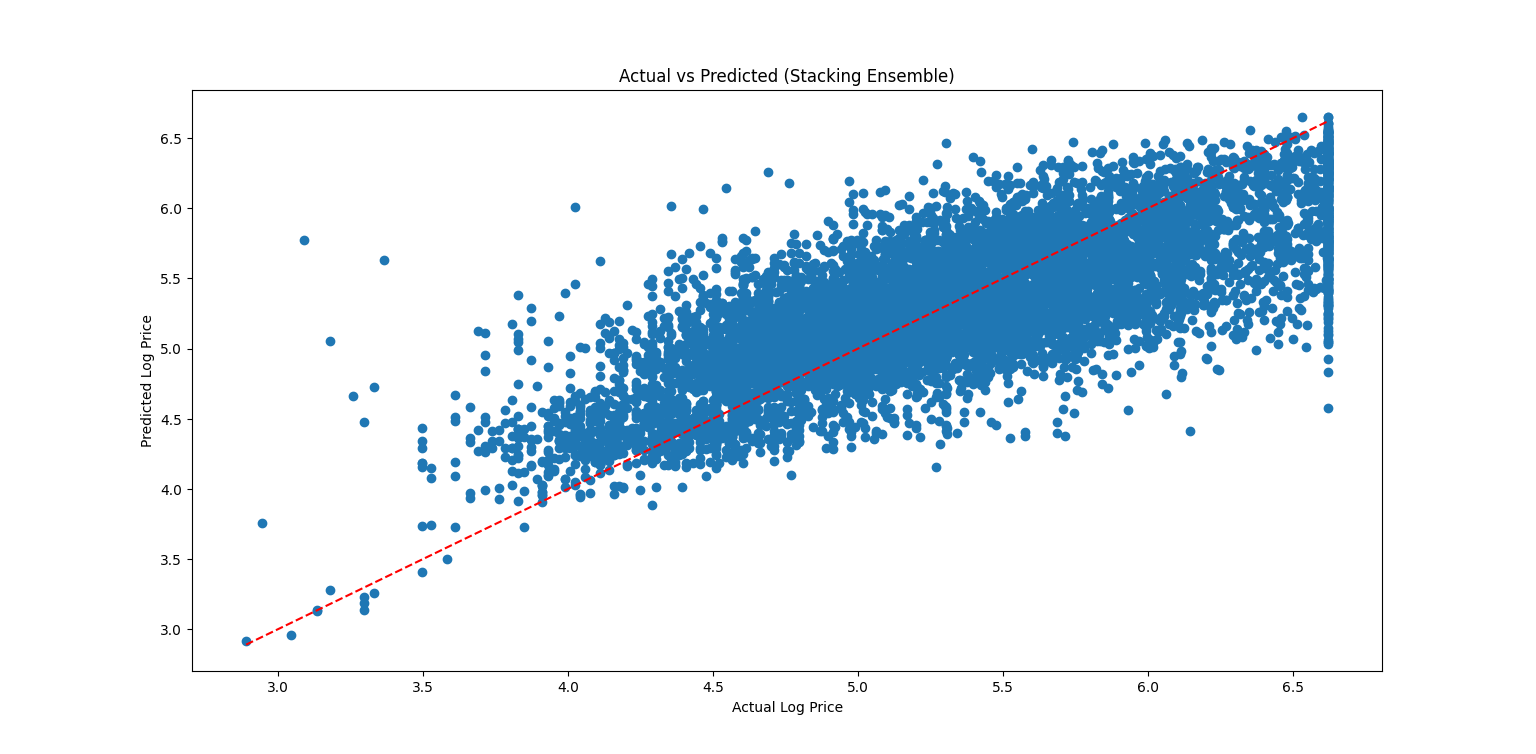 Actual vs Predicted (Stacking Ensemble)
Predicted Log Price
6.5
6.0
5.5
5.0
4.5
4.0
3.5
3.0
3.0 3.5 4.0 4.5 5.0 5.5 6.0 6.5
Actual Log Price